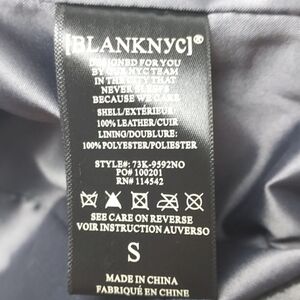 [BLANKNYC]®
DESIGNED FOR YOU
BY OUR NYC TEAM
IN THE CITY THAT
NEVER SLEEPS
BECAUSE WE CARE
SHELL/EXTÉRIEUR:
100% LEATHER/CUIR
LINING/DOUBLURE:
100% POLYESTER/POLIESTER
STYLE#: 73K-9592NO
PO# 100201
RN# 114542
SEE CARE ON REVERSE
VOIR INSTRUCTION AUVERSO
S
MADE IN CHINA
FABRIQUÉ EN CHINE